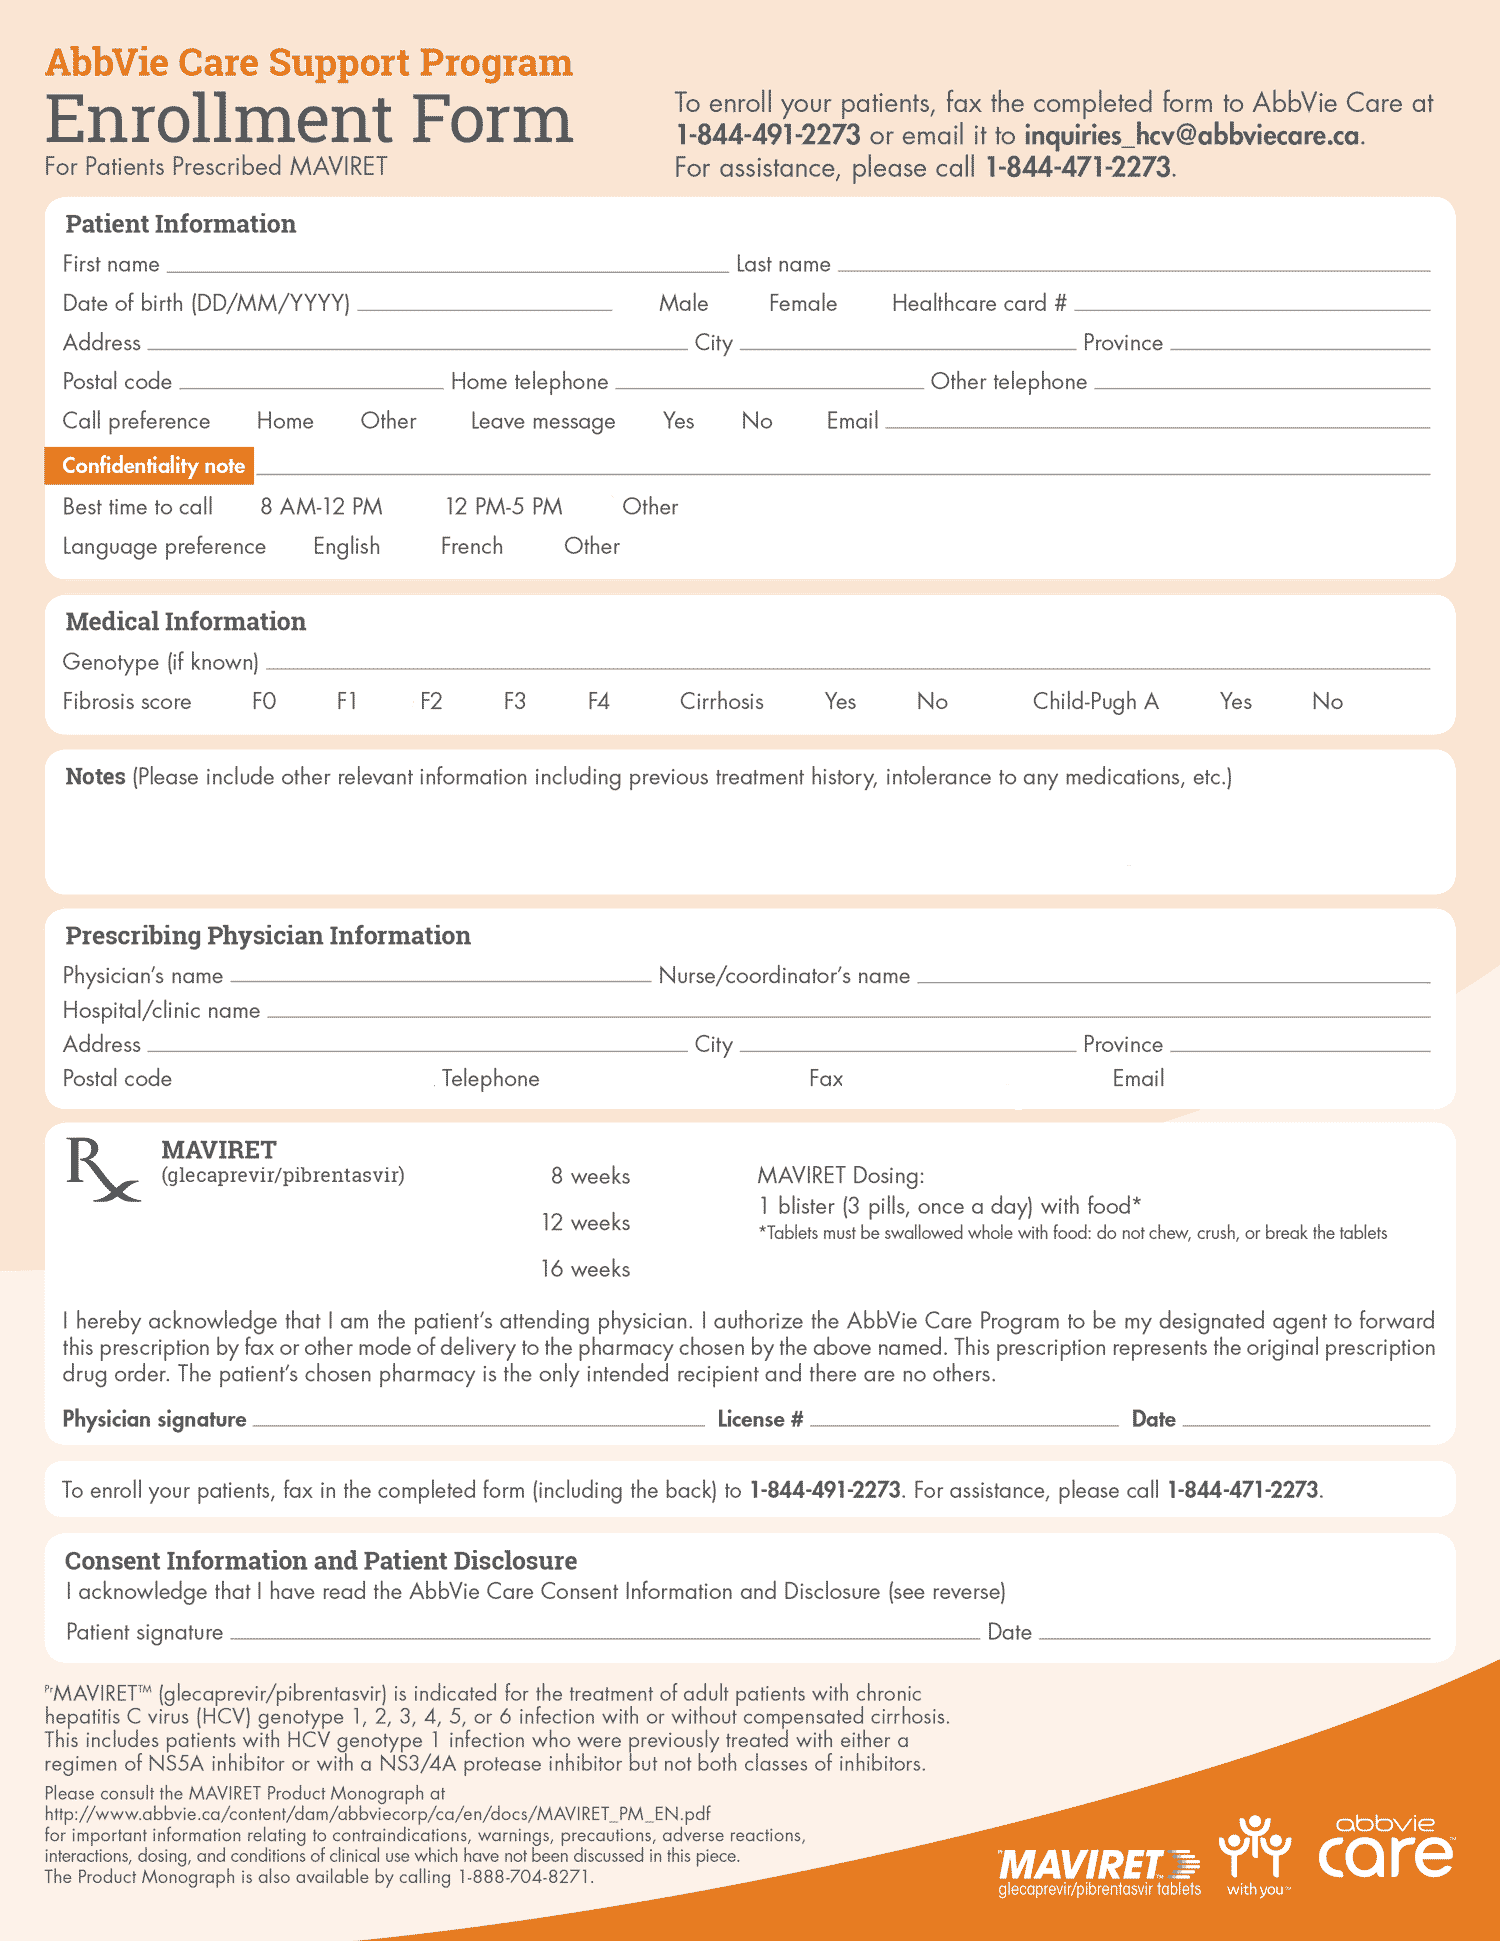 AbbVie Care Support Program
Enrollment Form
For Patients Prescribed MAVIRET
To enroll your patients, fax the completed form to AbbVie Care at
1-844-491-2273 or email it to inquiries_hcv@abbviecare.ca.
For assistance, please call 1-844-471-2273.
Patient Information
First name Last name
Date of birth (DD/MM/YYYY) Male Female Healthcare card #
Address City Province
Postal code Home telephone Other telephone
Call preference Home Other Leave message Yes No Email
Confidentiality note
Best time to call 8 AM-12 PM 12 PM-5 PM Other
Language preference English French Other
Medical Information
Genotype (if known)
Fibrosis score F0 F1 F2 F3 F4 Cirrhosis Yes No Child-Pugh A Yes No
Notes (Please include other relevant information including previous treatment history, intolerance to any medications, etc.)
Prescribing Physician Information
Physician's name Nurse/coordinator's name
Hospital/clinic name
Address City Province
Postal code Telephone Fax Email
Rx MAVIRET
(glecaprevir/pibrentasvir)
8 weeks
12 weeks
16 weeks
MAVIRET Dosing:
1 blister (3 pills, once a day) with food*
*Tablets must be swallowed whole with food: do not chew, crush, or break the tablets
I hereby acknowledge that I am the patient's attending physician. I authorize the AbbVie Care Program to be my designated agent to forward
this prescription by fax or other mode of delivery to the pharmacy chosen by the above named. This prescription represents the original prescription
drug order. The patient's chosen pharmacy is the only intended recipient and there are no others.
Physician signature License # Date
To enroll your patients, fax in the completed form (including the back) to 1-844-491-2273. For assistance, please call 1-844-471-2273.
Consent Information and Patient Disclosure
I acknowledge that I have read the AbbVie Care Consent Information and Disclosure (see reverse)
Patient signature Date
PrMAVIRET™ (glecaprevir/pibrentasvir) is indicated for the treatment of adult patients with chronic
hepatitis C virus (HCV) genotype 1, 2, 3, 4, 5, or 6 infection with or without compensated cirrhosis.
This includes patients with HCV genotype 1 infection who were previously treated with either a
regimen of NS5A inhibitor or with a NS3/4A protease inhibitor but not both classes of inhibitors.
Please consult the MAVIRET Product Monograph at
http://www.abbvie.ca/content/dam/abbviecorp/ca/en/docs/MAVIRET_PM_EN.pdf
for important information relating to contraindications, warnings, precautions, adverse reactions,
interactions, dosing, and conditions of clinical use which have not been discussed in this piece.
The Product Monograph is also available by calling 1-888-704-8271.
MAVIRET™
glecaprevir/pibrentasvir tablets
with you™
abbvie
care™